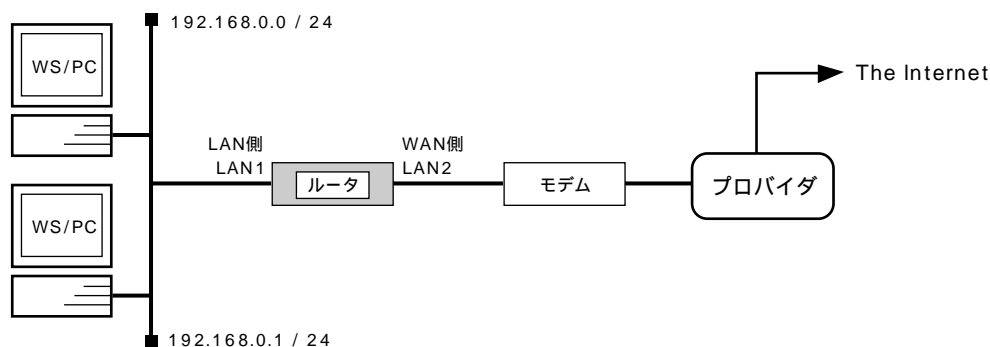 192.168.0.0 / 24
WS/PC
The Internet
LAN側
LAN1
ルータ
WAN側
LAN2
モデム
プロバイダ
WS/PC
192.168.0.1 / 24